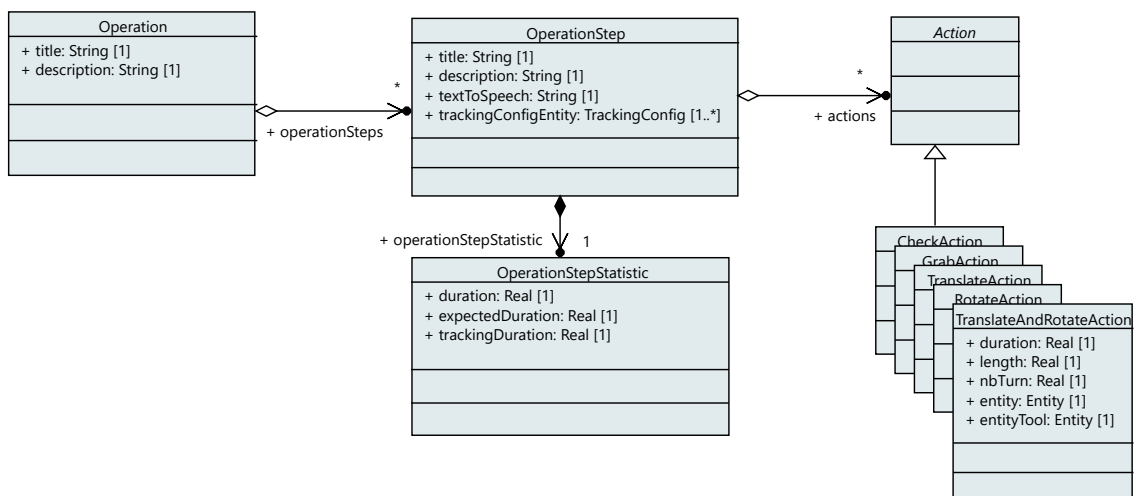 Operation
+ title: String [1]
+ description: String [1]
*
+ operationSteps
OperationStep
+ title: String [1]
+ description: String [1]
+ textToSpeech: String [1]
+ trackingConfigEntity: TrackingConfig [1..*]
*
+ actions
Action
+ operationStepStatistic
1
OperationStepStatistic
+ duration: Real [1]
+ expectedDuration: Real [1]
+ trackingDuration: Real [1]
CheckAction
GrabAction
TranslateAction
RotateAction
TranslateAndRotateAction
+ duration: Real [1]
+ length: Real [1]
+ nbTurn: Real [1]
+ entity: Entity [1]
+ entityTool: Entity [1]